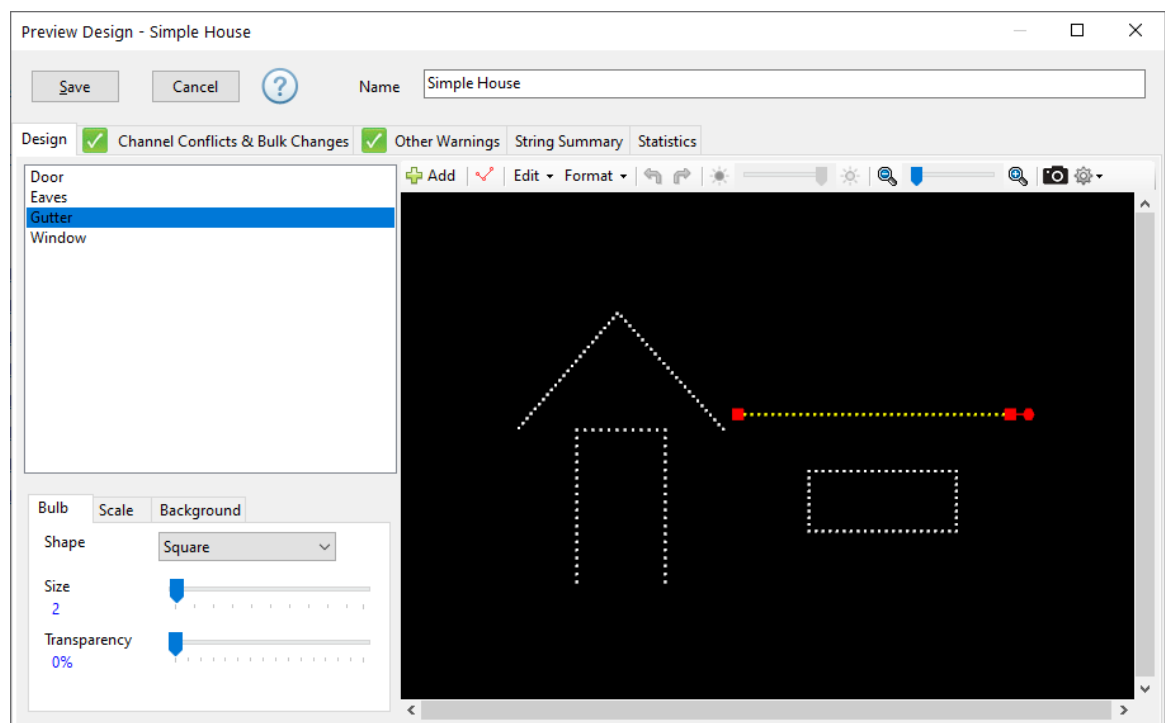 Preview Design - Simple House
Save Cancel ? Name Simple House
Design Channel Conflicts & Bulk Changes Other Warnings String Summary Statistics
Door
Eaves
Gutter
Window
Add Edit Format
Bulb Scale Background
Shape Square
Size
2
Transparency
0%